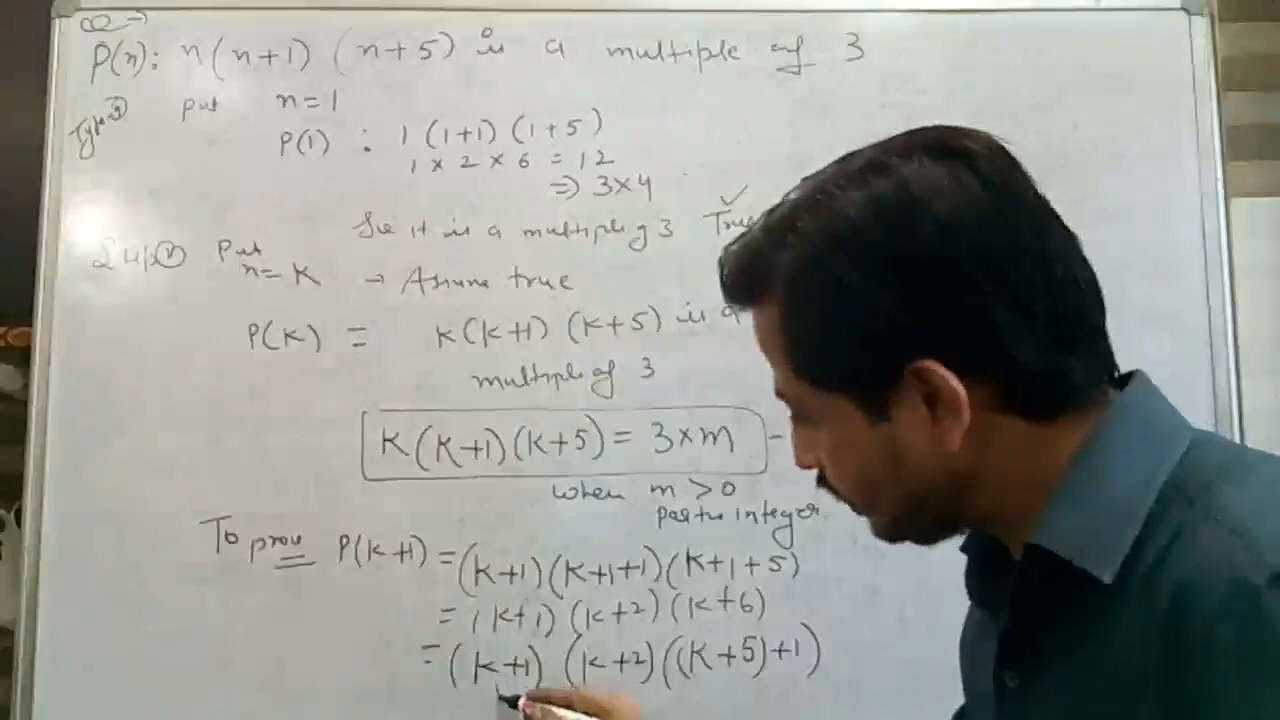 P(n): n(n+1) (n+5) is a multiple of 3
put n=1
P(1) : 1 (1+1) (1+5)
1 × 2 × 6 = 12
⇒ 3×4
So it is a multiple of 3 True ✓
Put
n= K → Assume true
P(K) = K(K+1) (K+5) is a
multiple of 3
K(K+1)(K+5) = 3×m -
when m > 0
integer
To prove P(K+1) = (K+1)(K+1+1)(K+1+5)
= (K+1) (K+2) (K+6)
= (K+1) (K+2)((K+5)+1)